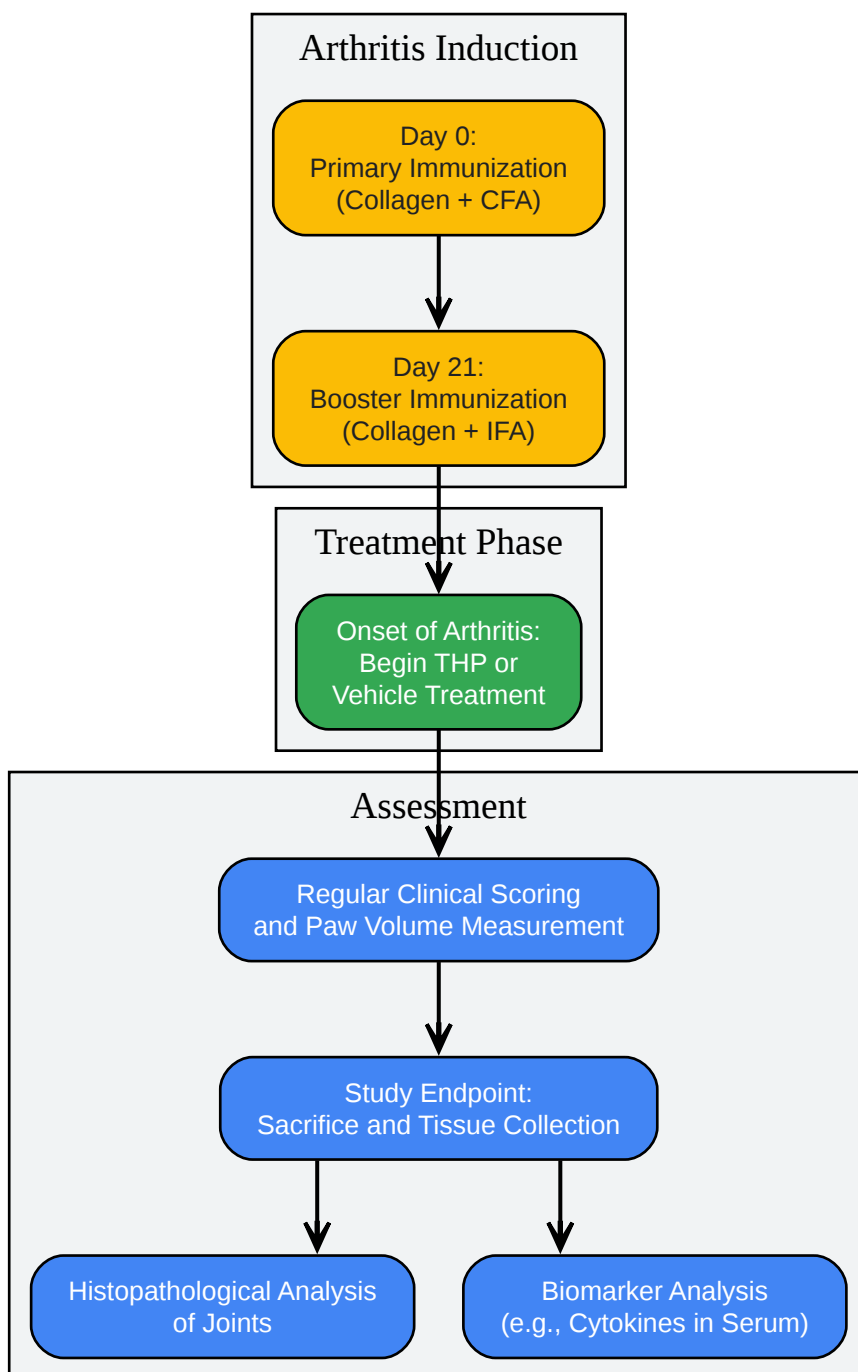 Arthritis Induction
Day 0:
Primary Immunization
(Collagen + CFA)
Day 21:
Booster Immunization
(Collagen + IFA)
Treatment Phase
Onset of Arthritis:
Begin THP or
Vehicle Treatment
Assessment
Regular Clinical Scoring
and Paw Volume Measurement
Study Endpoint:
Sacrifice and Tissue Collection
Histopathological Analysis
of Joints
Biomarker Analysis
(e.g., Cytokines in Serum)